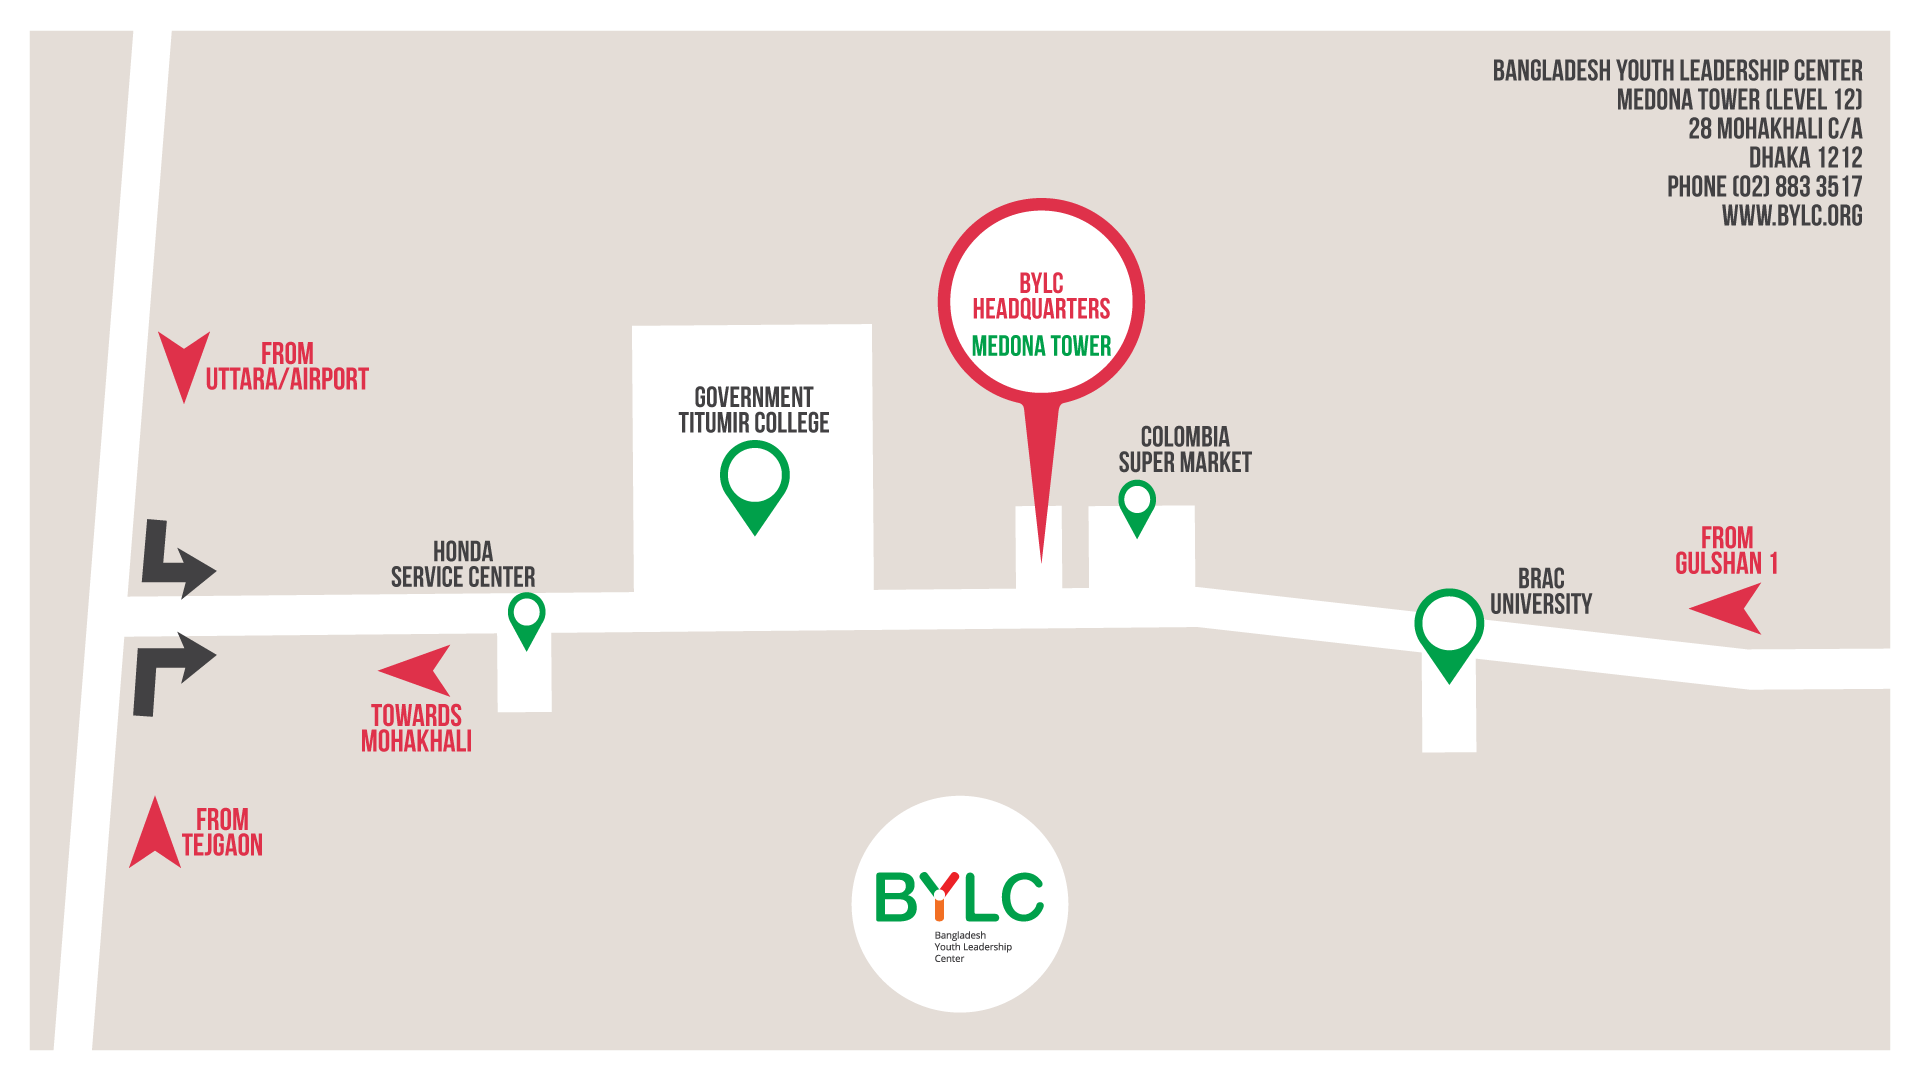 BANGLADESH YOUTH LEADERSHIP CENTER
MEDONA TOWER (LEVEL 12)
28 MOHAKHALI C/A
DHAKA 1212
PHONE (02) 883 3517
WWW.BYLC.ORG
BYLC
HEADQUARTERS
MEDONA TOWER
FROM
UTTARA/AIRPORT
GOVERNMENT
TITUMIR COLLEGE
COLOMBIA
SUPER MARKET
HONDA
SERVICE CENTER
BRAC
UNIVERSITY
FROM
GULSHAN 1
TOWARDS
MOHAKHALI
FROM
TEJGAON
BYLC
Bangladesh
Youth Leadership
Center